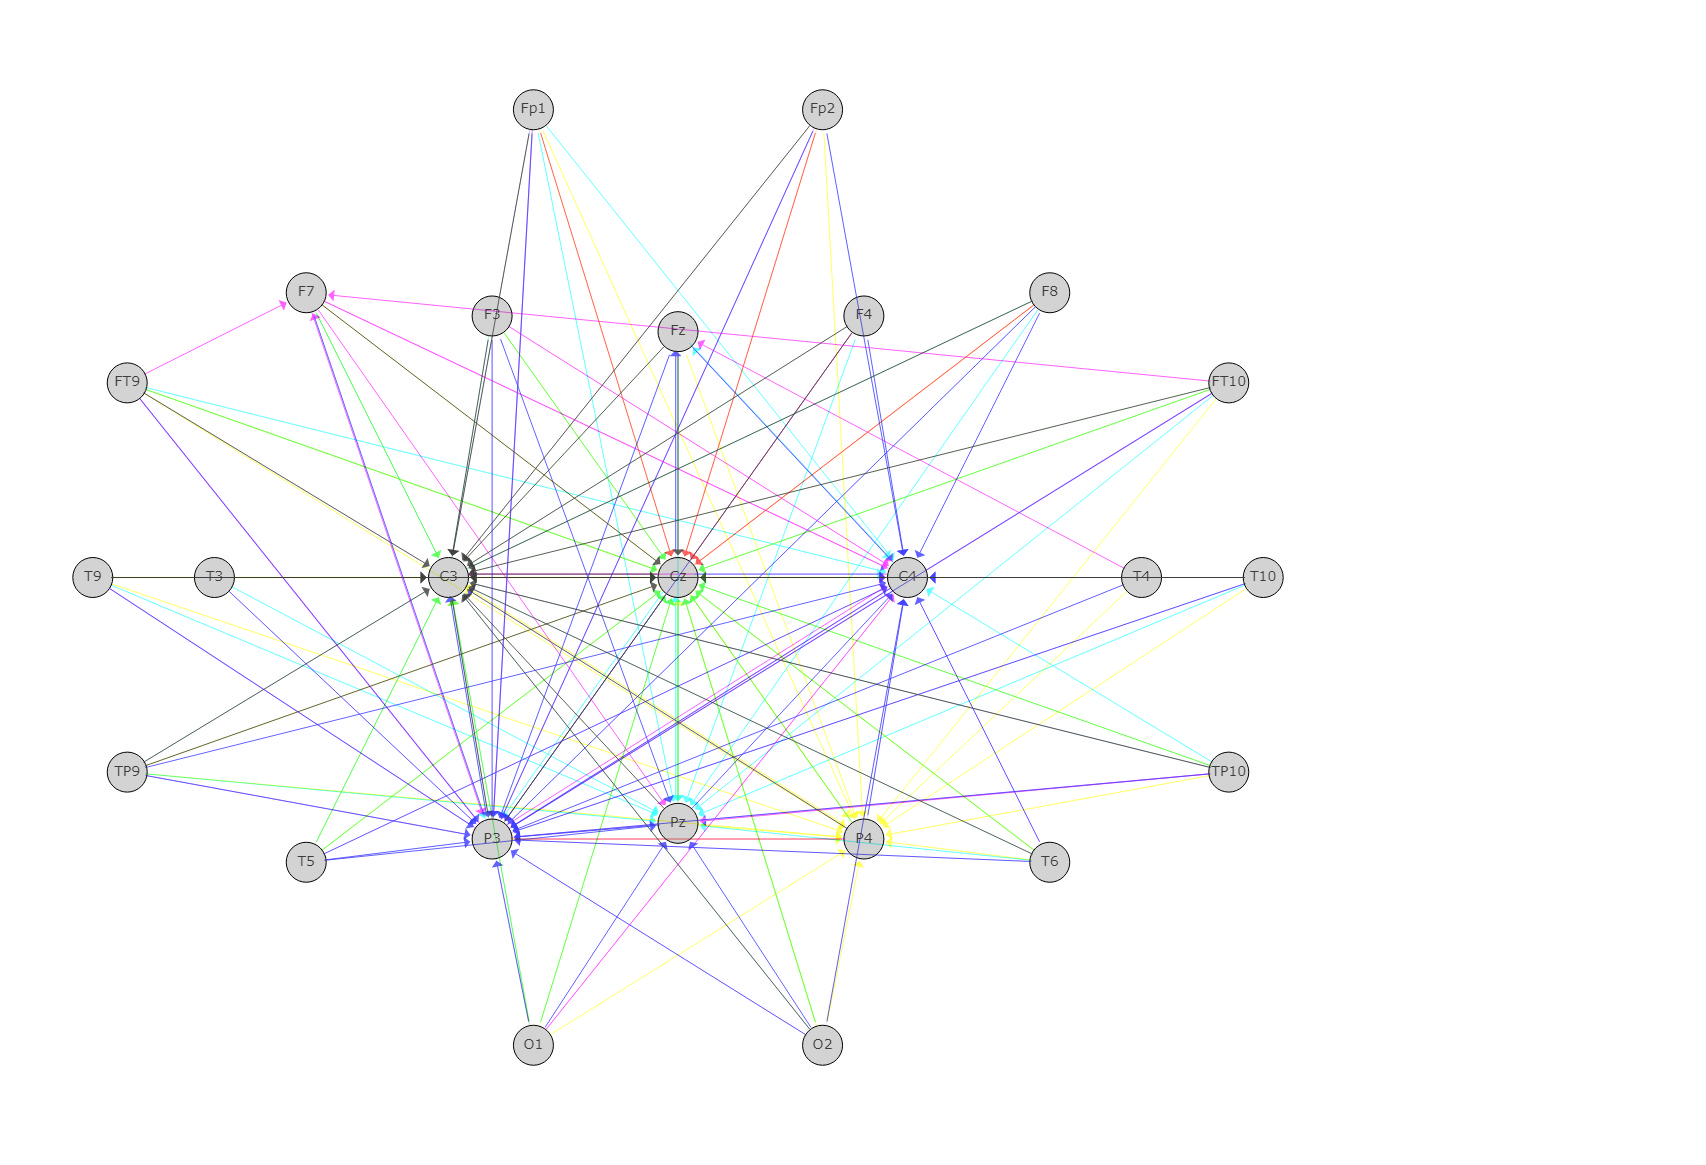 Fp1 Fp2
F7 F3 Fz F4 F8
FT9 FT10
T9 T3 C3 Cz C4 T4 T10
TP9 TP10
T5 P3 Pz P4 T6
O1 O2